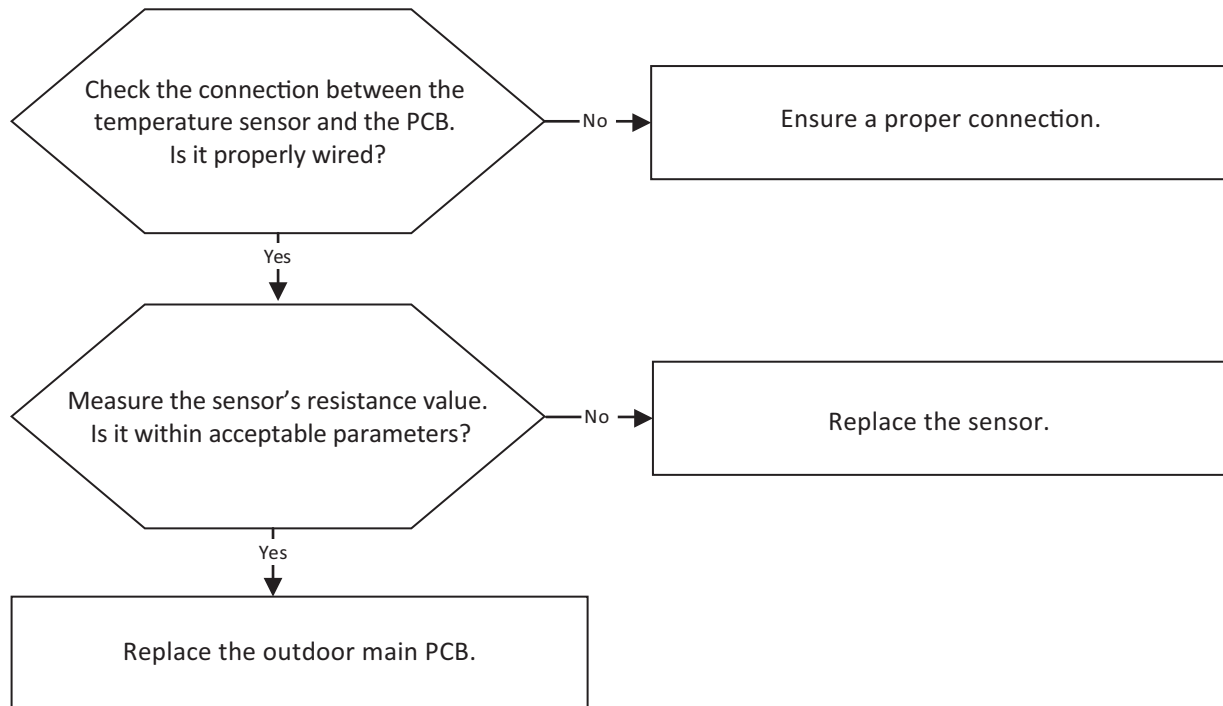 Check the connection between the
temperature sensor and the PCB.
Is it properly wired?
No
Ensure a proper connection.
Yes
Measure the sensor’s resistance value.
Is it within acceptable parameters?
No
Replace the sensor.
Yes
Replace the outdoor main PCB.